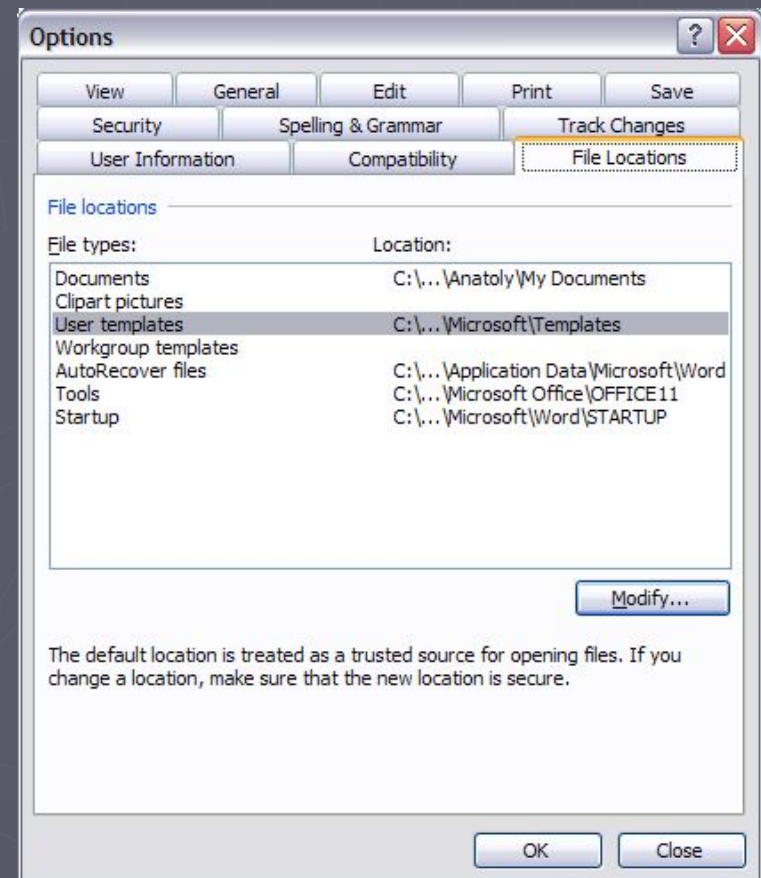 Options
View General Edit Print Save
Security Spelling & Grammar Track Changes
User Information Compatibility File Locations
File locations
File types: Location:
Documents C:\...\Anatoly\My Documents
Clipart pictures
User templates C:\...\Microsoft\Templates
Workgroup templates
AutoRecover files C:\...\Application Data\Microsoft\Word
Tools C:\...\Microsoft Office\OFFICE11
Startup C:\...\Microsoft\Word\STARTUP
Modify...
The default location is treated as a trusted source for opening files. If you
change a location, make sure that the new location is secure.
OK Close